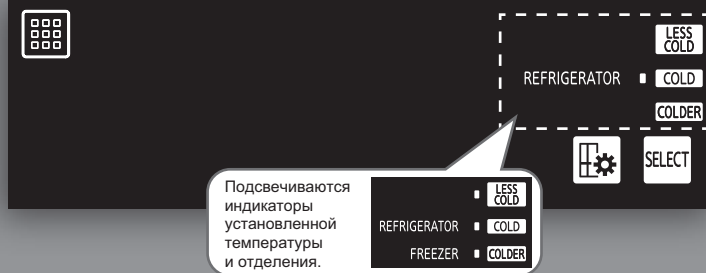 LESS
COLD
REFRIGERATOR COLD
COLDER
SELECT
Подсвечиваются
индикаторы
установленной
температуры
и отделения.
LESS
COLD
REFRIGERATOR COLD
FREEZER COLDER